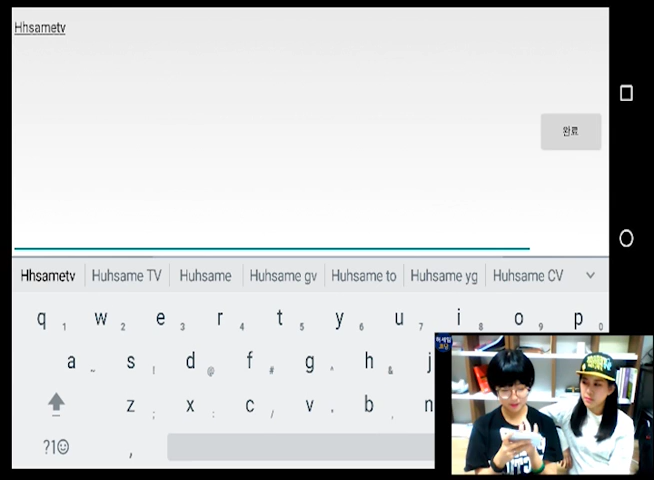 Hhsametv
완료
Hhsametv Huhsame TV Huhsame Huhsame gv Huhsame to Huhsame yg Huhsame CV
q 1 w 2 e 3 r 4 t 5 y 6 u 7 i 8 o 9 p 0
a ~ s ! d @ f # g ^ h & j
z ; x : c / v b , n
?1☺ ,